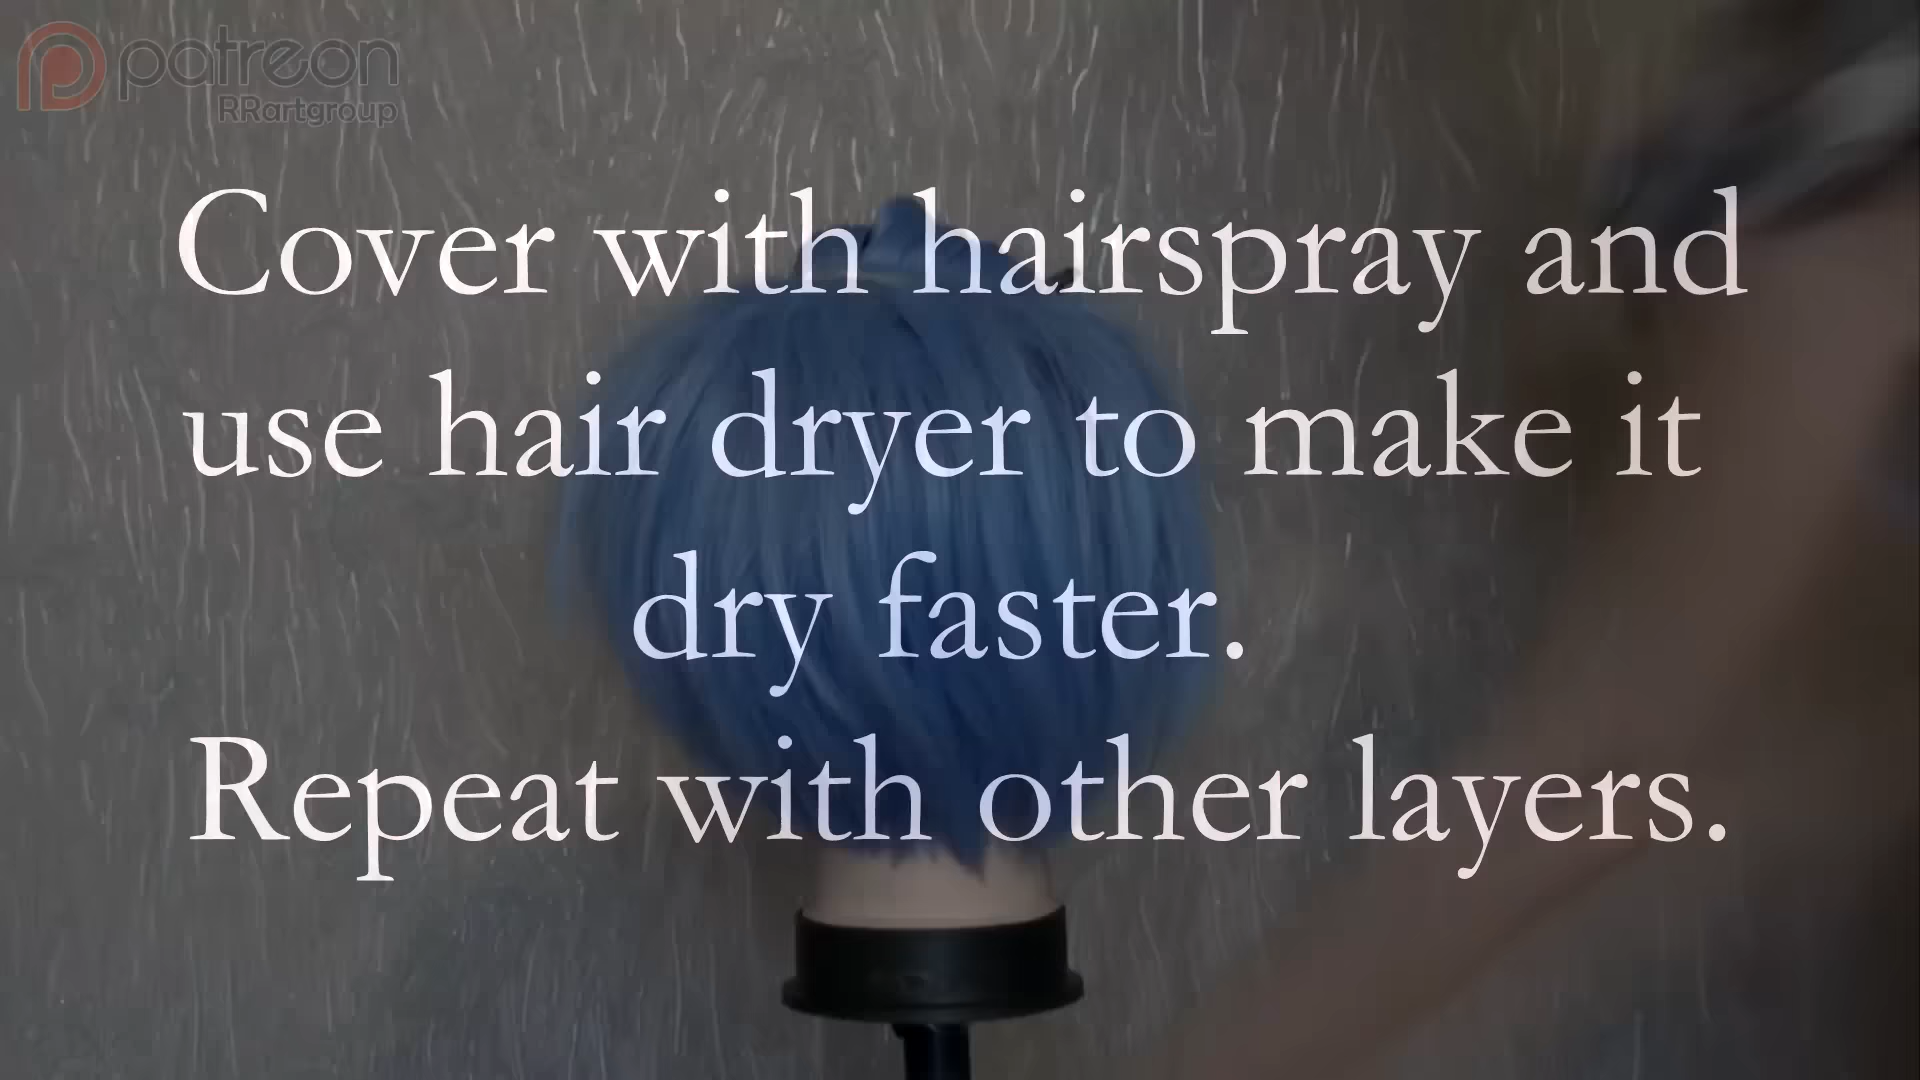 patreon
RRartgroup
Cover with hairspray and
use hair dryer to make it
dry faster.
Repeat with other layers.